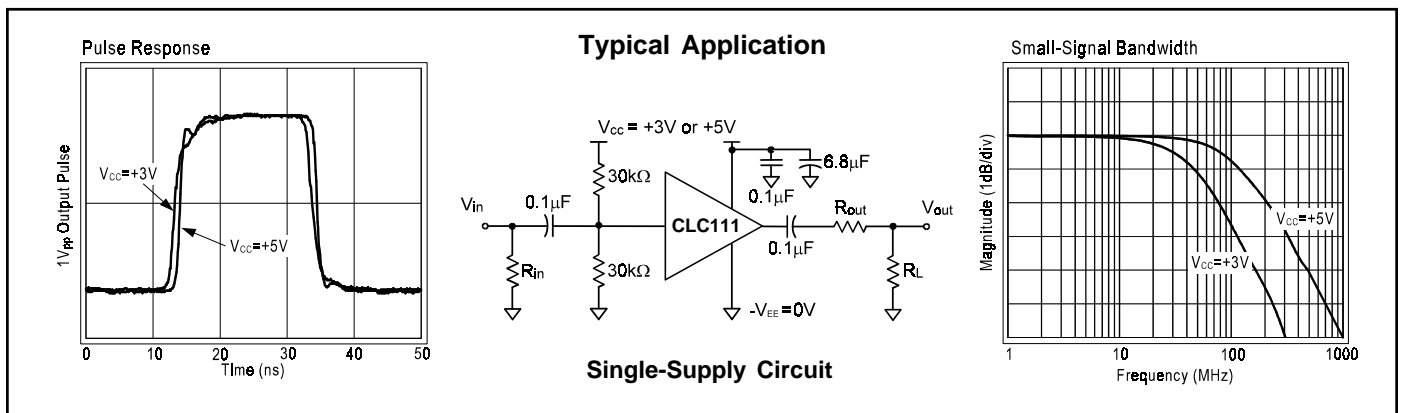 Pulse Response
1Vpp Output Pulse
Vcc=+3V
Vcc=+5V
0 10 20 30 40 50
Time (ns)
Typical Application
Vcc = +3V or +5V
6.8μF
0.1μF
30kΩ
0.1μF
Vin
Rin
30kΩ
CLC111
0.1μF
Rout
Vout
RL
-VEE=0V
Single-Supply Circuit
Small-Signal Bandwidth
Magnitude (1dB/div)
Vcc=+5V
Vcc=+3V
1 10 100 1000
Frequency (MHz)